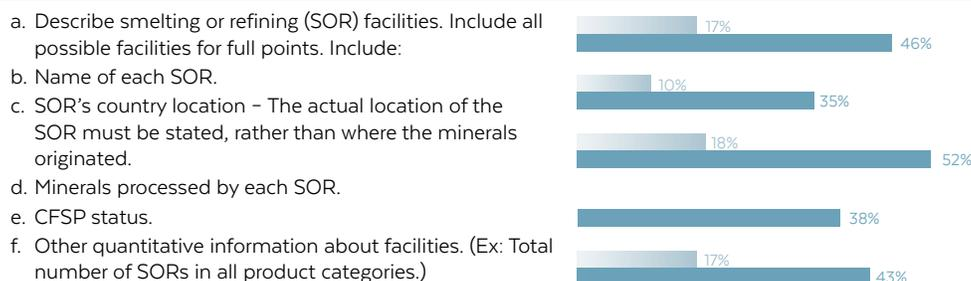 a. Describe smelting or refining (SOR) facilities. Include all
possible facilities for full points. Include:
b. Name of each SOR.
c. SOR's country location – The actual location of the
SOR must be stated, rather than where the minerals
originated.
d. Minerals processed by each SOR.
e. CFSP status.
f. Other quantitative information about facilities. (Ex: Total
number of SORs in all product categories.)
17%
46%
10%
35%
18%
52%
38%
17%
43%